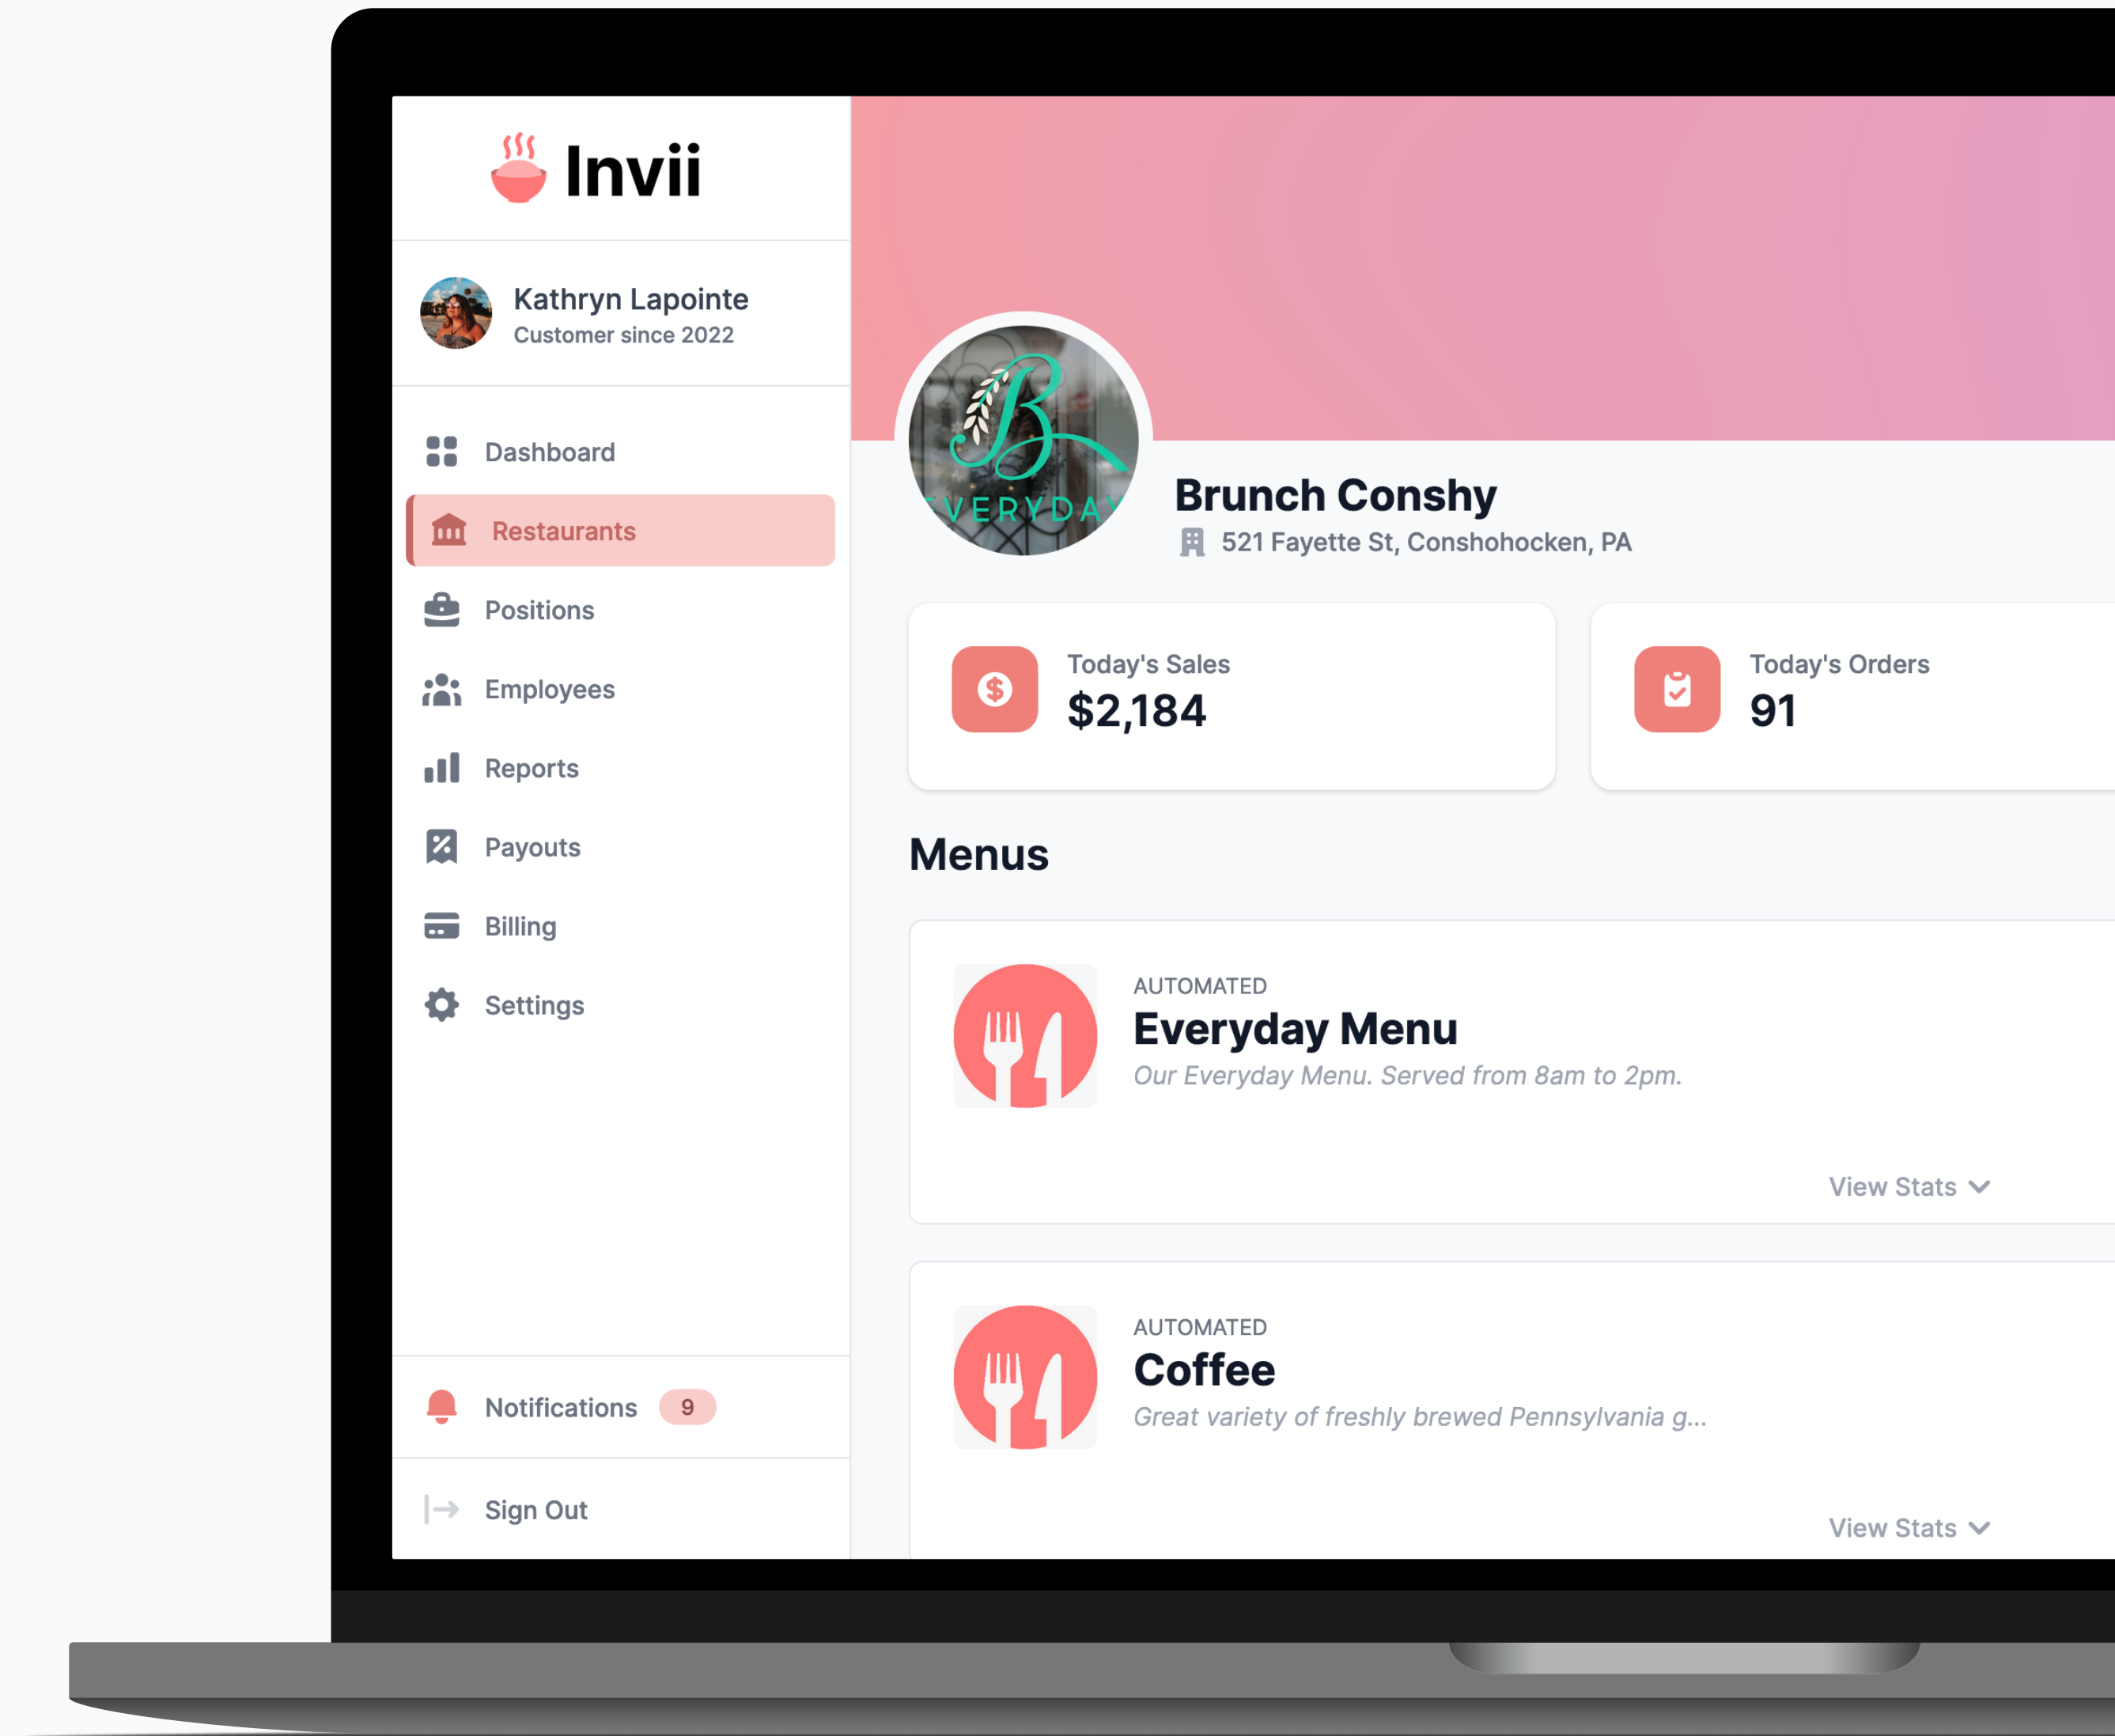 Invii
Kathryn Lapointe
Customer since 2022
Dashboard
Restaurants
Positions
Employees
Reports
Payouts
Billing
Settings
Notifications 9
Sign Out
B
EVERYDAY
Brunch Conshy
521 Fayette St, Conshohocken, PA
Today's Sales
$2,184
Today's Orders
91
Menus
AUTOMATED
Everyday Menu
Our Everyday Menu. Served from 8am to 2pm.
View Stats
AUTOMATED
Coffee
Great variety of freshly brewed Pennsylvania g...
View Stats